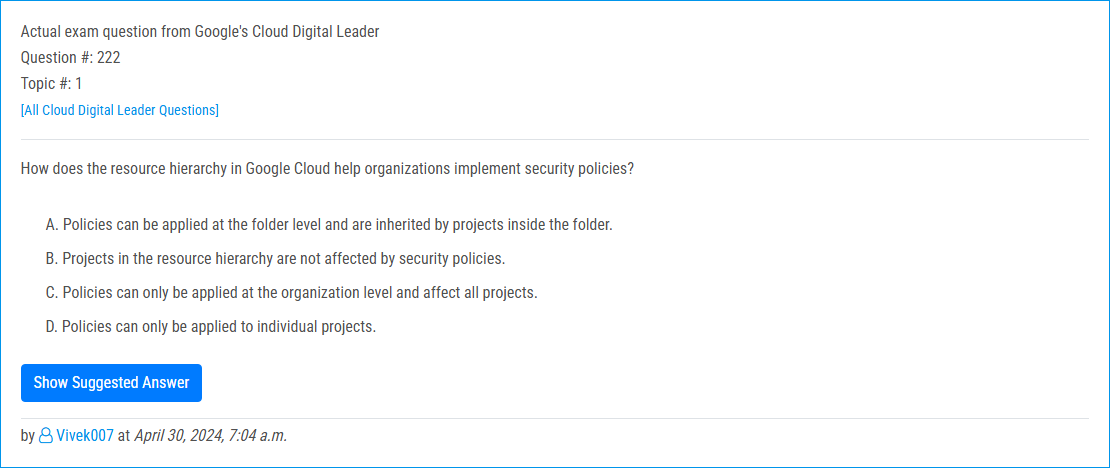 Actual exam question from Google's Cloud Digital Leader
Question #: 222
Topic #: 1
[All Cloud Digital Leader Questions]
How does the resource hierarchy in Google Cloud help organizations implement security policies?
A. Policies can be applied at the folder level and are inherited by projects inside the folder.
B. Projects in the resource hierarchy are not affected by security policies.
C. Policies can only be applied at the organization level and affect all projects.
D. Policies can only be applied to individual projects.
Show Suggested Answer
by Vivek007 at April 30, 2024, 7:04 a.m.